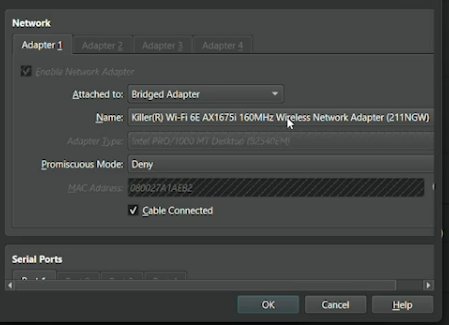 Network
Adapter 1 Adapter 2 Adapter 3 Adapter 4
Enable Network Adapter
Attached to: Bridged Adapter
Name: Killer(R) Wi-Fi 6E AX1675i 160MHz Wireless Network Adapter (211NGW)
Adapter Type: Intel PRO/1000 MT Desktop (82540EM)
Promiscuous Mode: Deny
MAC Address: 080027A1AEB2
Cable Connected
Serial Ports
OK Cancel Help